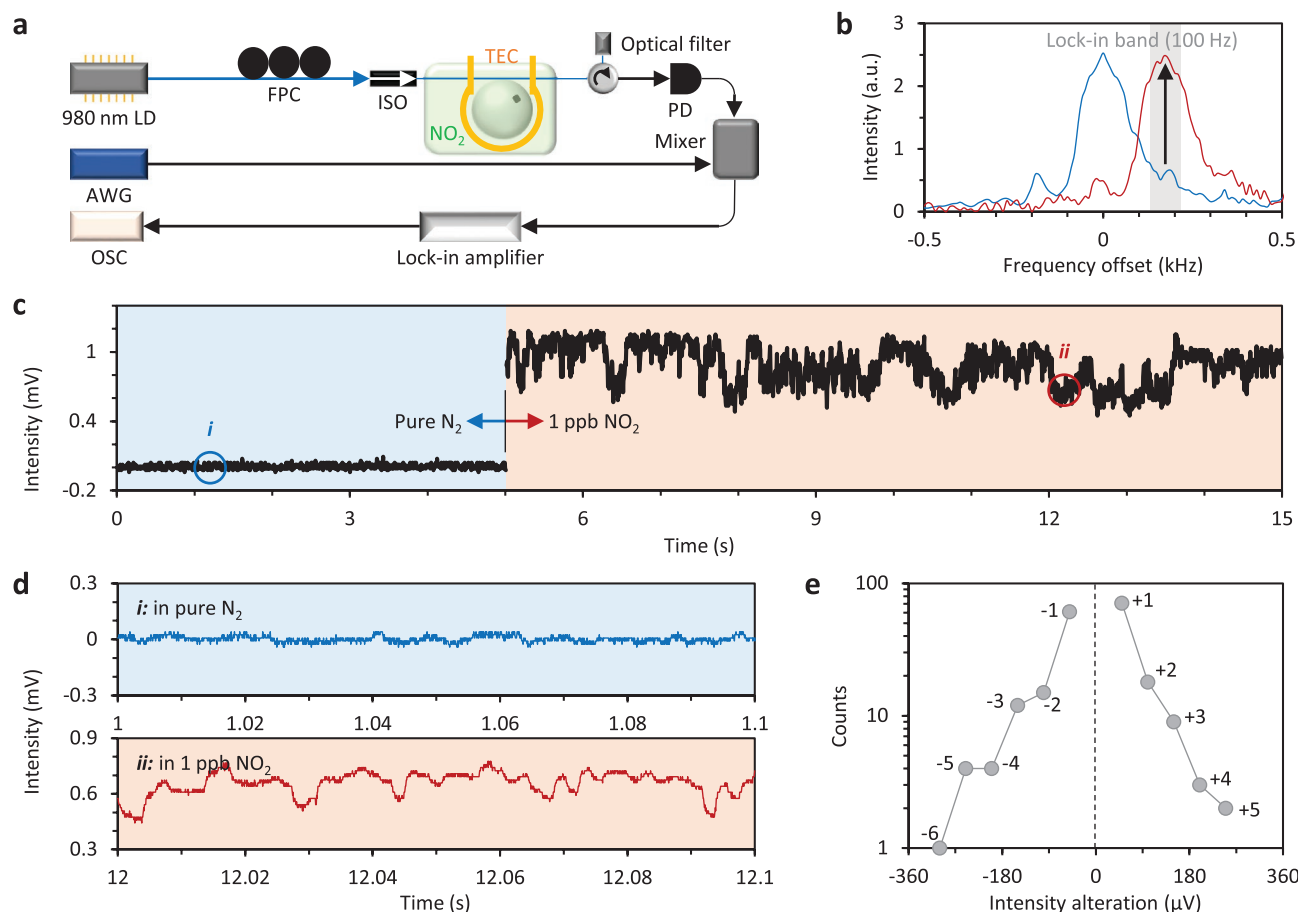 a
980 nm LD
FPC
ISO
TEC
NO2
Optical filter
PD
Mixer
AWG
OSC
Lock-in amplifier
b
Lock-in band (100 Hz)
Intensity (a.u.)
3
2
1
0
-0.5
0
0.5
Frequency offset (kHz)
c
Intensity (mV)
1
0.4
-0.2
i
Pure N2
1 ppb NO2
ii
0
3
6
9
12
15
Time (s)
d
Intensity (mV)
0.3
0
-0.3
i: in pure N2
1
1.02
1.04
1.06
1.08
1.1
0.9
0.6
0.3
ii: in 1 ppb NO2
12
12.02
12.04
12.06
12.08
12.1
Time (s)
e
Counts
100
10
1
-1
+1
-2
+2
-3
+3
-5
-4
+4
+5
-6
-360
-180
0
180
360
Intensity alteration (µV)